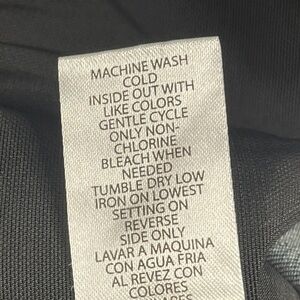 MACHINE WASH
COLD
INSIDE OUT WITH
LIKE COLORS
GENTLE CYCLE
ONLY NON-
CHLORINE
BLEACH WHEN
NEEDED
TUMBLE DRY LOW
IRON ON LOWEST
SETTING ON
REVERSE
SIDE ONLY
LAVAR A MAQUINA
CON AGUA FRIA
AL REVEZ CON
COLORES